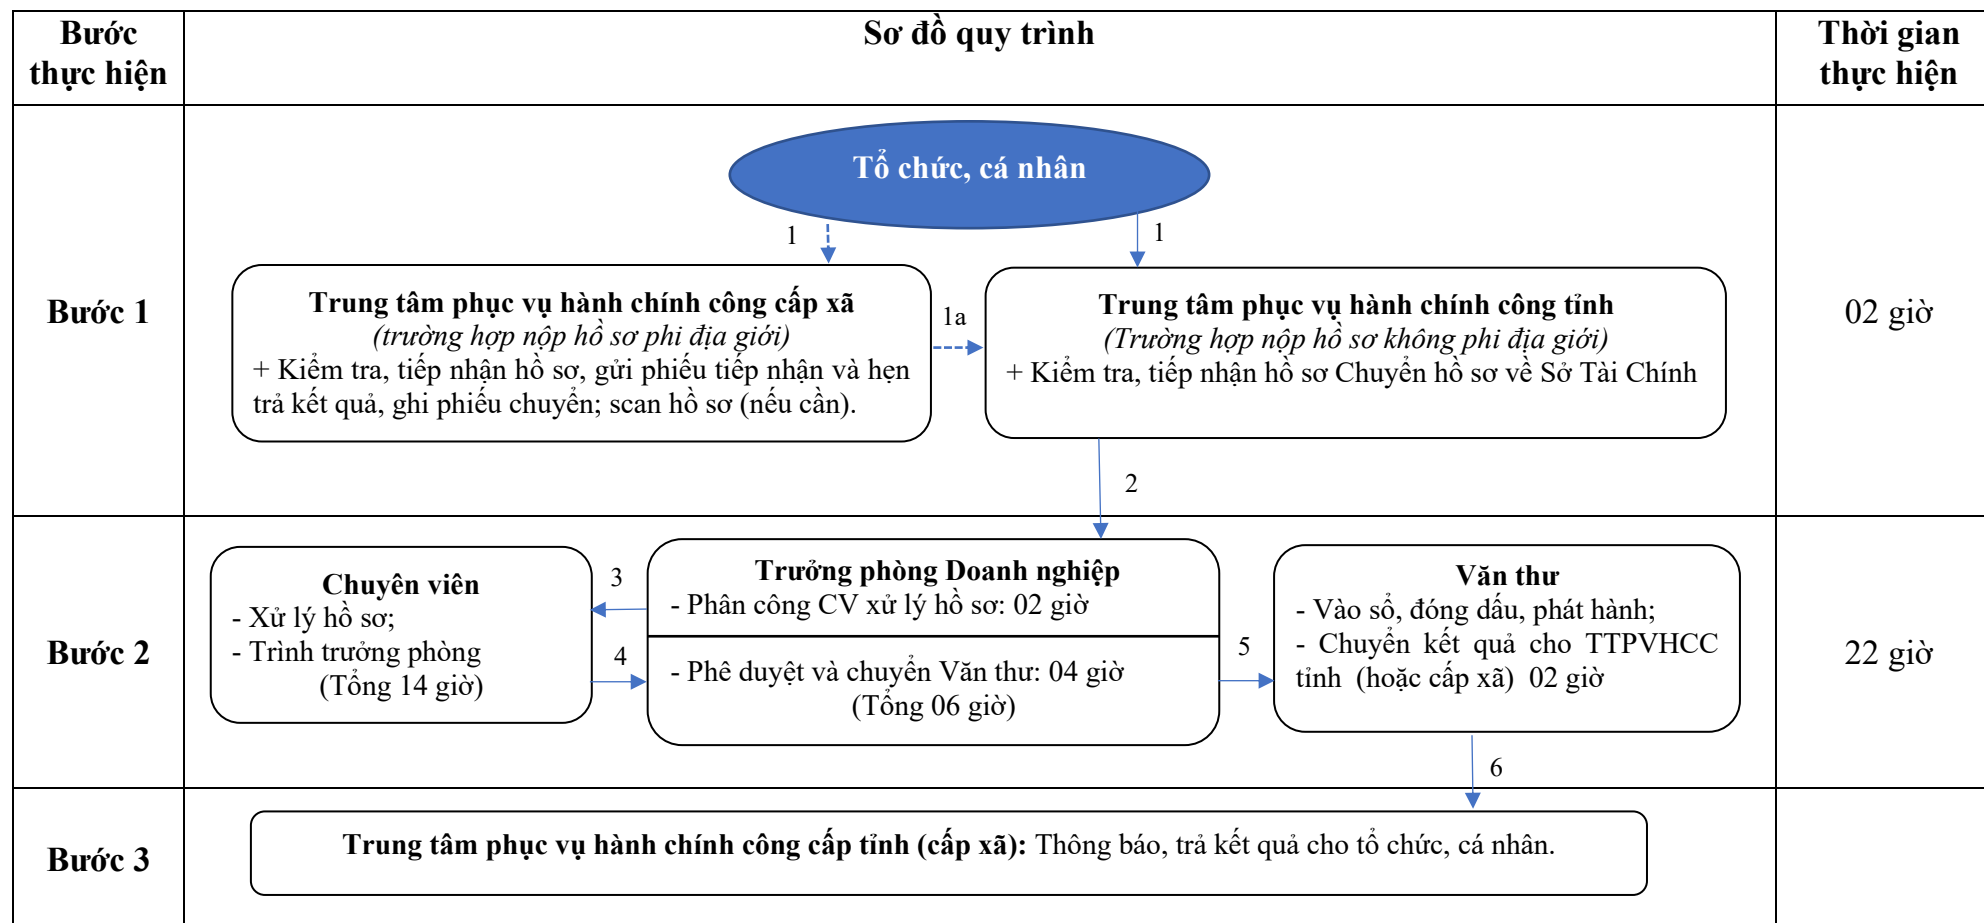 Bước
thực hiện
Sơ đồ quy trình
Thời gian
thực hiện
Bước 1
Tổ chức, cá nhân
1
1
Trung tâm phục vụ hành chính công cấp xã
(trường hợp nộp hồ sơ phi địa giới)
+ Kiểm tra, tiếp nhận hồ sơ, gửi phiếu tiếp nhận và hẹn
trả kết quả, ghi phiếu chuyển; scan hồ sơ (nếu cần).
1a
Trung tâm phục vụ hành chính công tỉnh
(Trường hợp nộp hồ sơ không phi địa giới)
+ Kiểm tra, tiếp nhận hồ sơ Chuyển hồ sơ về Sở Tài Chính
02 giờ
2
Bước 2
Chuyên viên
- Xử lý hồ sơ;
- Trình trưởng phòng
(Tổng 14 giờ)
3
4
Trưởng phòng Doanh nghiệp
- Phân công CV xử lý hồ sơ: 02 giờ
- Phê duyệt và chuyển Văn thư: 04 giờ
(Tổng 06 giờ)
5
Văn thư
- Vào sổ, đóng dấu, phát hành;
- Chuyển kết quả cho TTPVHCC
tỉnh (hoặc cấp xã) 02 giờ
22 giờ
6
Bước 3
Trung tâm phục vụ hành chính công cấp tỉnh (cấp xã): Thông báo, trả kết quả cho tổ chức, cá nhân.